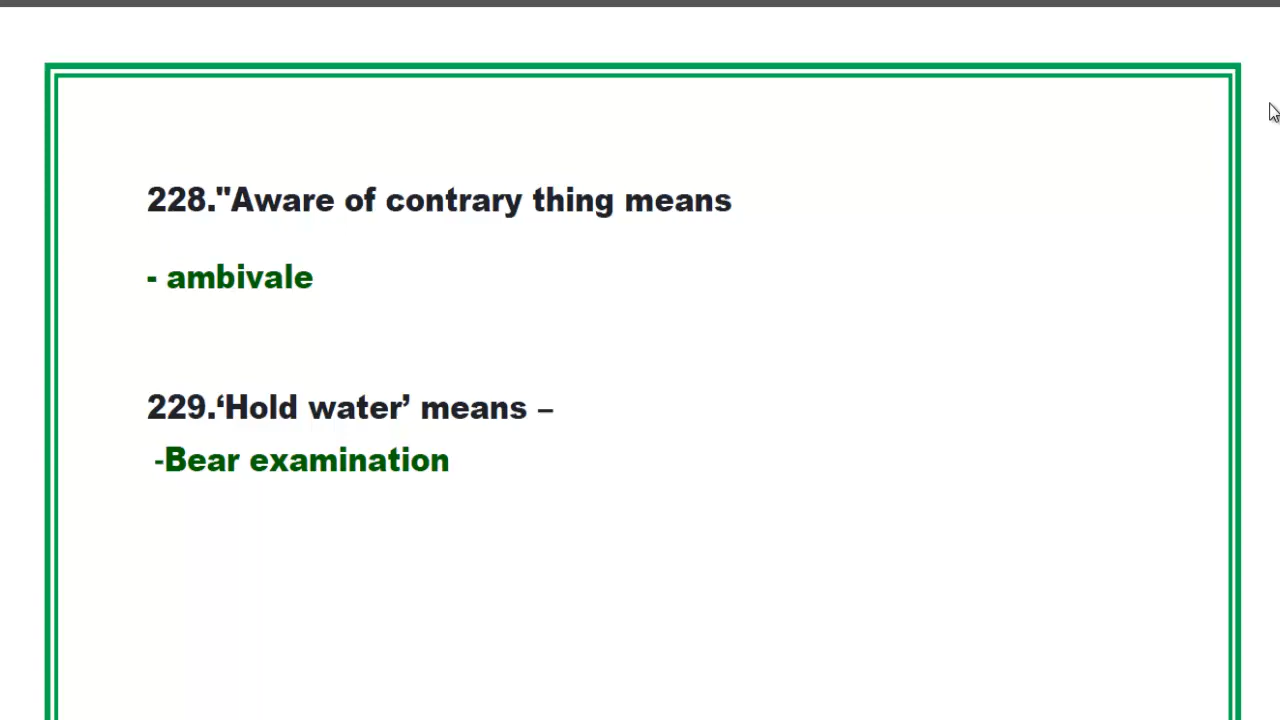 228."Aware of contrary thing means
- ambivale
229.‘Hold water’ means –
-Bear examination